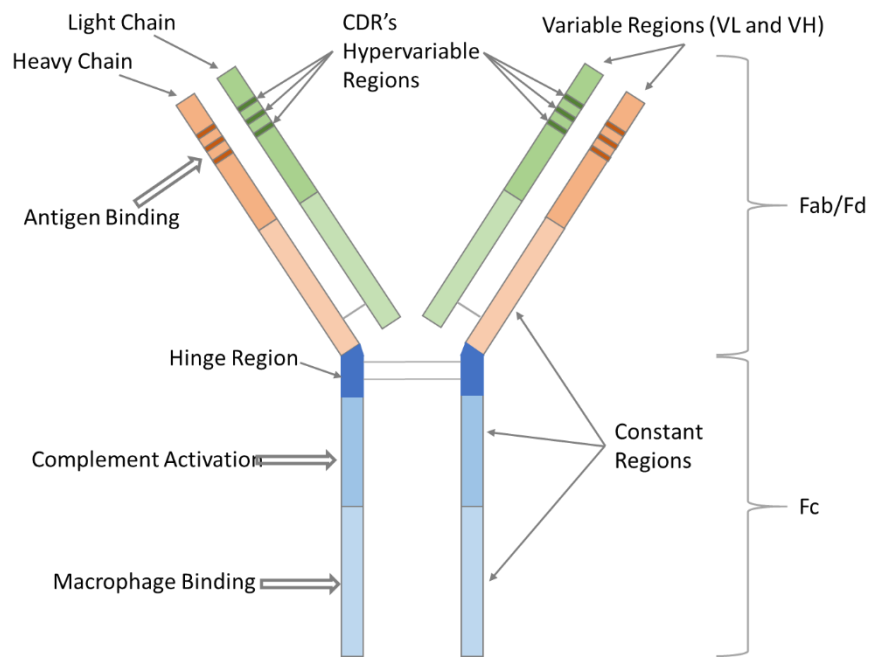 Light Chain
Heavy Chain
CDR's
Hypervariable
Regions
Variable Regions (VL and VH)
Antigen Binding
Fab/Fd
Hinge Region
Complement Activation
Constant
Regions
Fc
Macrophage Binding